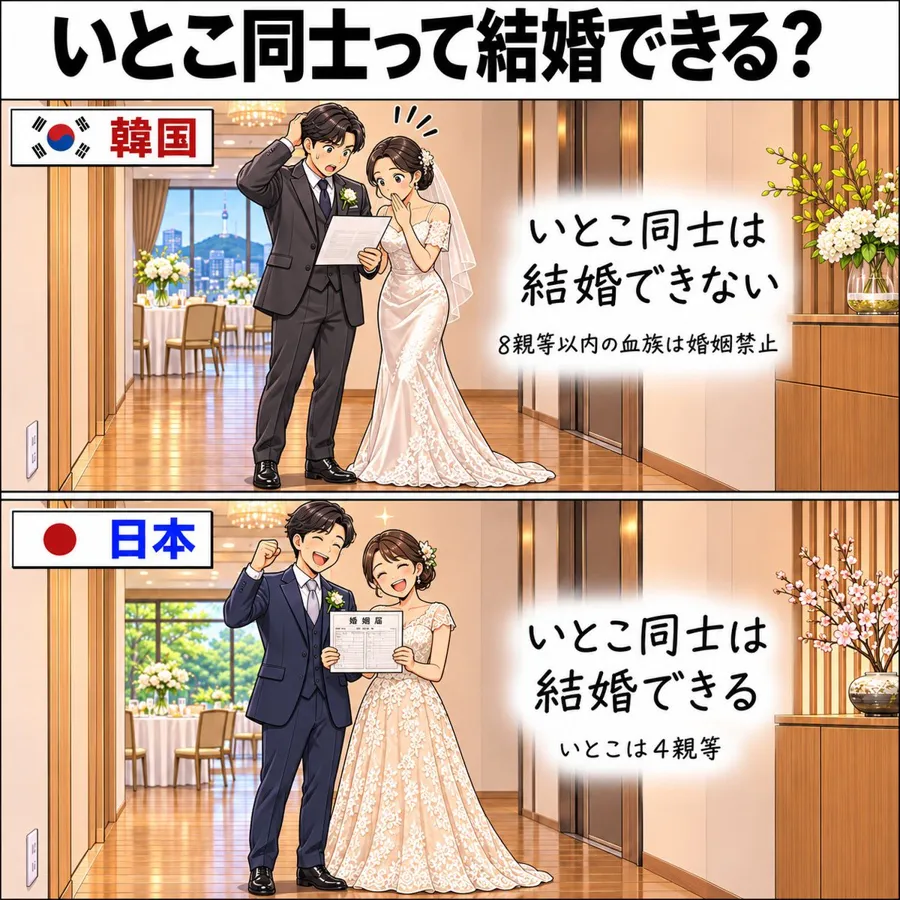 いとこ同士って結婚できる?
韓国
いとこ同士は
結婚できない
8親等以内の血族は婚姻禁止
日本
婚姻届
いとこ同士は
結婚できる
いとこは4親等